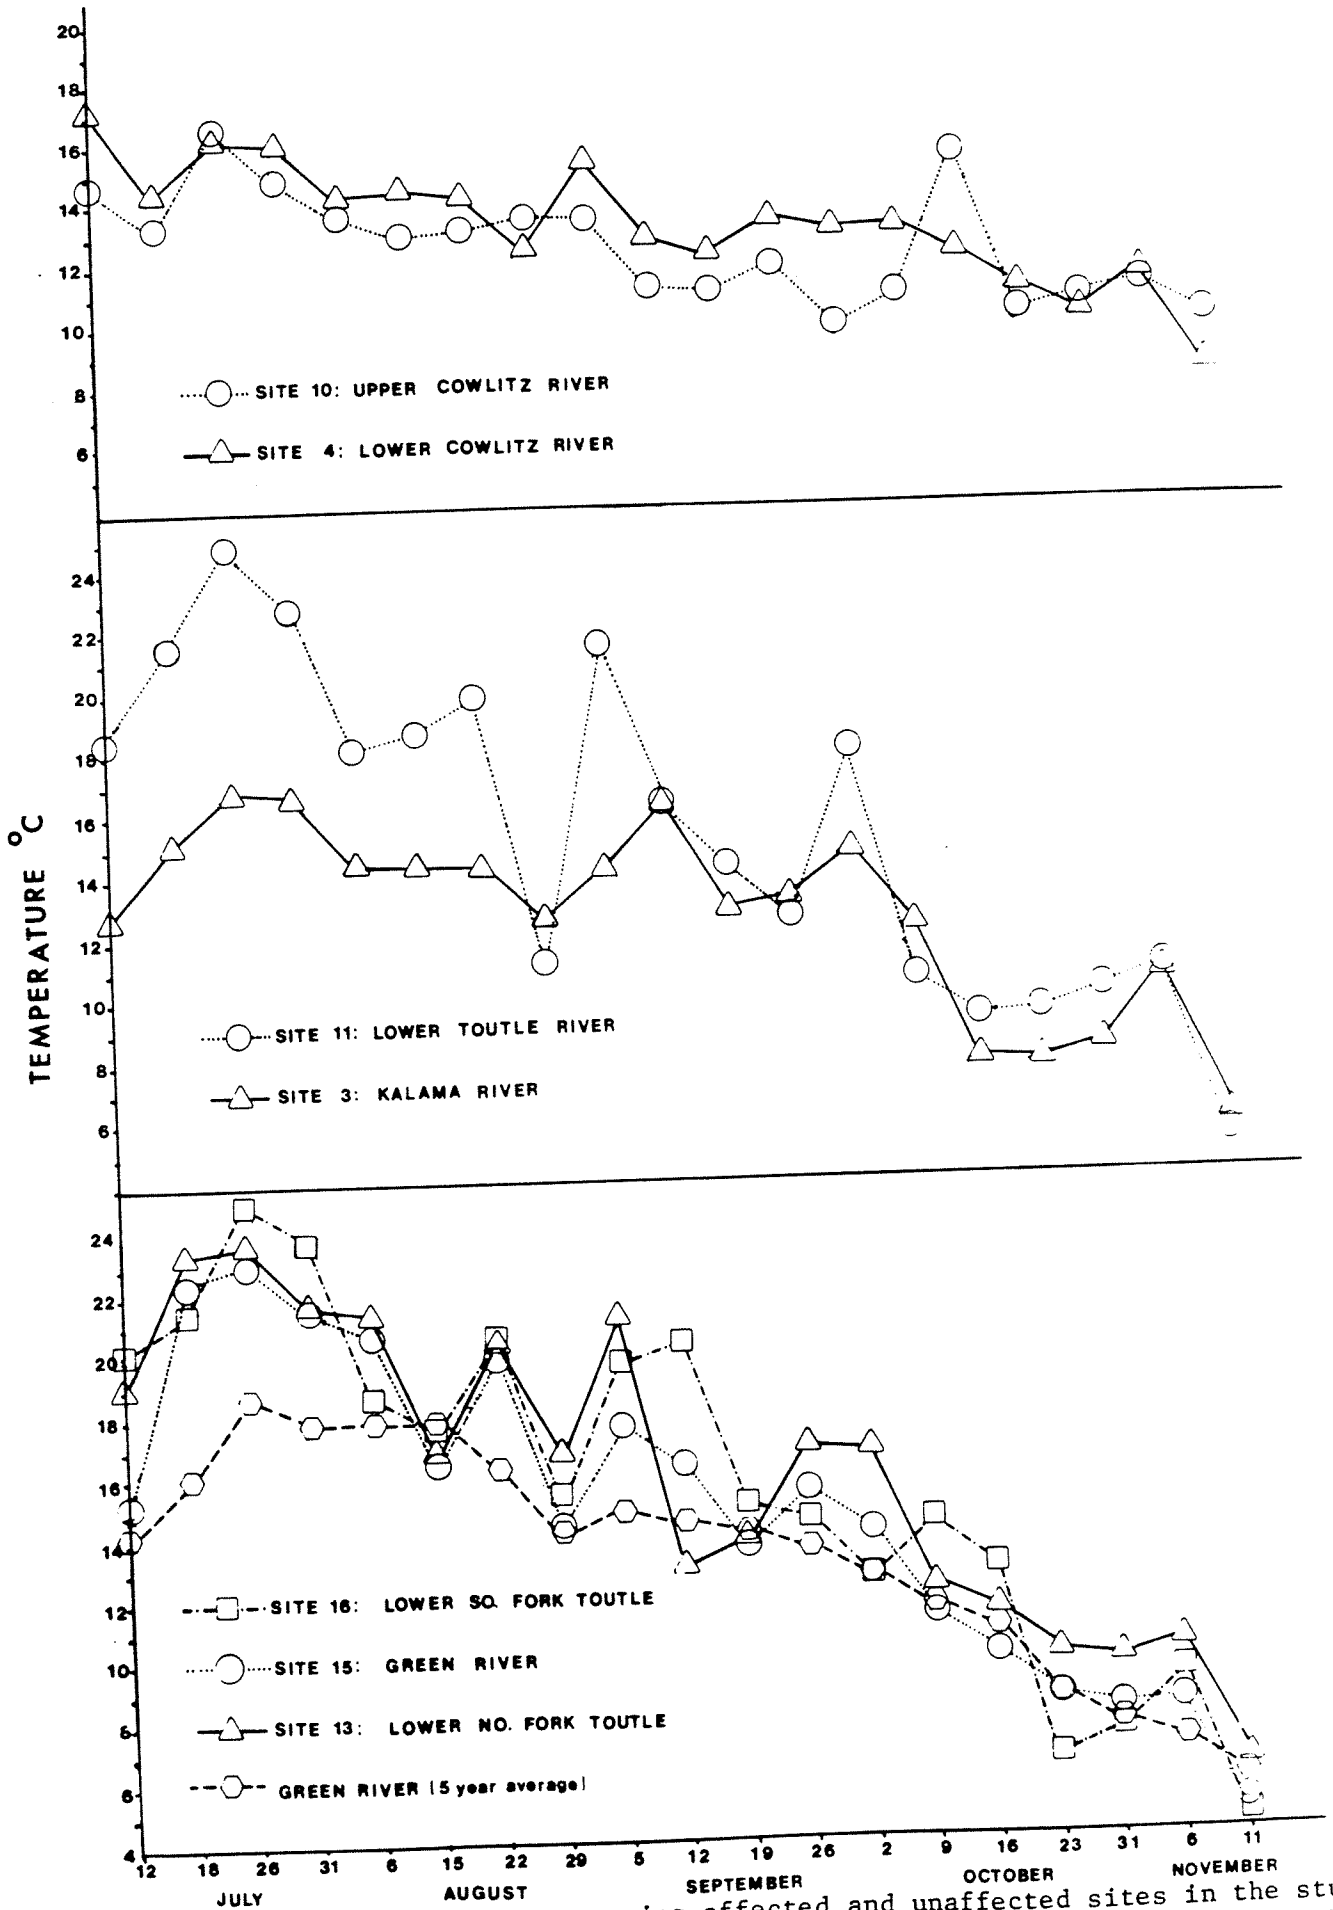 20
18
16
14
12
10
8
6
SITE 10: UPPER COWLITZ RIVER
SITE 4: LOWER COWLITZ RIVER
TEMPERATURE °C
24
22
20
18
16
14
12
10
8
6
SITE 11: LOWER TOUTLE RIVER
SITE 3: KALAMA RIVER
24
22
20
18
16
14
12
10
8
6
4
SITE 16: LOWER SO. FORK TOUTLE
SITE 15: GREEN RIVER
SITE 13: LOWER NO. FORK TOUTLE
GREEN RIVER (5 year average)
12 18 26 31 6 15 22 29 5 12 19 26 2 9 16 23 31 6 11
JULY AUGUST SEPTEMBER OCTOBER NOVEMBER
affected and unaffected sites in the